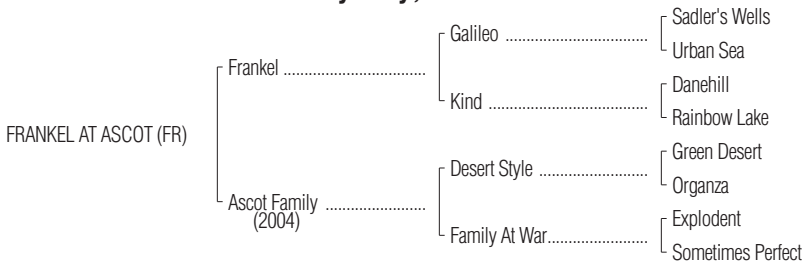 Galileo ...................................
Sadler's Wells
Urban Sea
Frankel ...................................
Kind .......................................
Danehill
Rainbow Lake
FRANKEL AT ASCOT (FR)
Desert Style ...........................
Green Desert
Organza
Ascot Family ........................
(2004)
Family At War.........................
Explodent
Sometimes Perfect